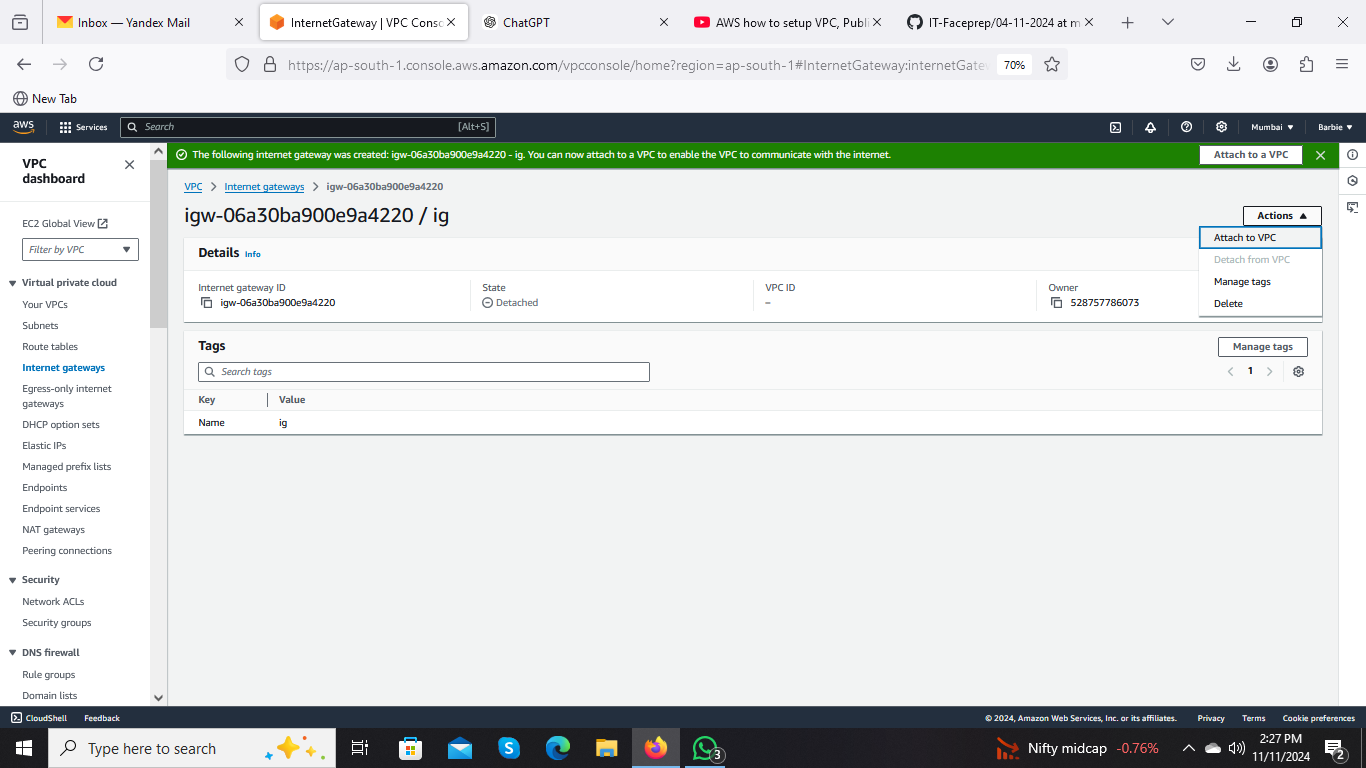 Inbox — Yandex Mail
InternetGateway | VPC Conso
ChatGPT
AWS how to setup VPC, Publi
IT-Faceprep/04-11-2024 at m
https://ap-south-1.console.aws.amazon.com/vpcconsole/home?region=ap-south-1#InternetGateway:internetGatew
70%
New Tab
aws
Services
Search
[Alt+S]
Mumbai
Barbie
VPC dashboard
EC2 Global View
Filter by VPC
Virtual private cloud
Your VPCs
Subnets
Route tables
Internet gateways
Egress-only internet
gateways
DHCP option sets
Elastic IPs
Managed prefix lists
Endpoints
Endpoint services
NAT gateways
Peering connections
Security
Network ACLs
Security groups
DNS firewall
Rule groups
Domain lists
The following internet gateway was created: igw-06a30ba900e9a4220 - ig. You can now attach to a VPC to enable the VPC to communicate with the internet.
Attach to a VPC
VPC > Internet gateways > igw-06a30ba900e9a4220
igw-06a30ba900e9a4220 / ig
Actions
Attach to VPC
Detach from VPC
Manage tags
Delete
Details Info
Internet gateway ID
igw-06a30ba900e9a4220
State
Detached
VPC ID
–
Owner
528757786073
Tags
Manage tags
Search tags
1
Key
Value
Name
ig
CloudShell
Feedback
© 2024, Amazon Web Services, Inc. or its affiliates.
Privacy
Terms
Cookie preferences
Type here to search
3
Nifty midcap -0.76%
2:27 PM
11/11/2024
2